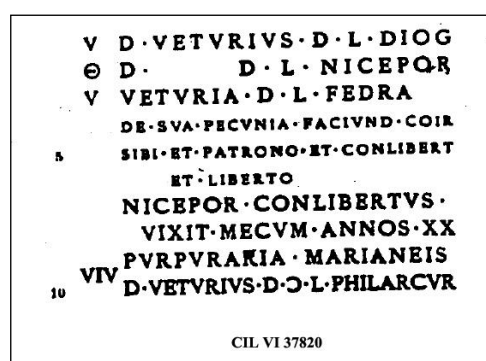 V D·VETVRIVS·D·L·DIOG
Θ D· D·L·NICEPOR
V VETVRIA·D·L·FEDRA
DE·SVA·PECVNIA·FACIVND·COIR
5 SIBI·ET·PATRONO·ET·CONLIBERT
ET·LIBERTO
NICEPOR·CONLIBERTVS·
VIXIT·MECVM·ANNOS·XX
PVRPVRARIA·MARIANEIS
10 VIV D·VETVRIVS·D·Ɔ·L·PHILARCVR
CIL VI 37820